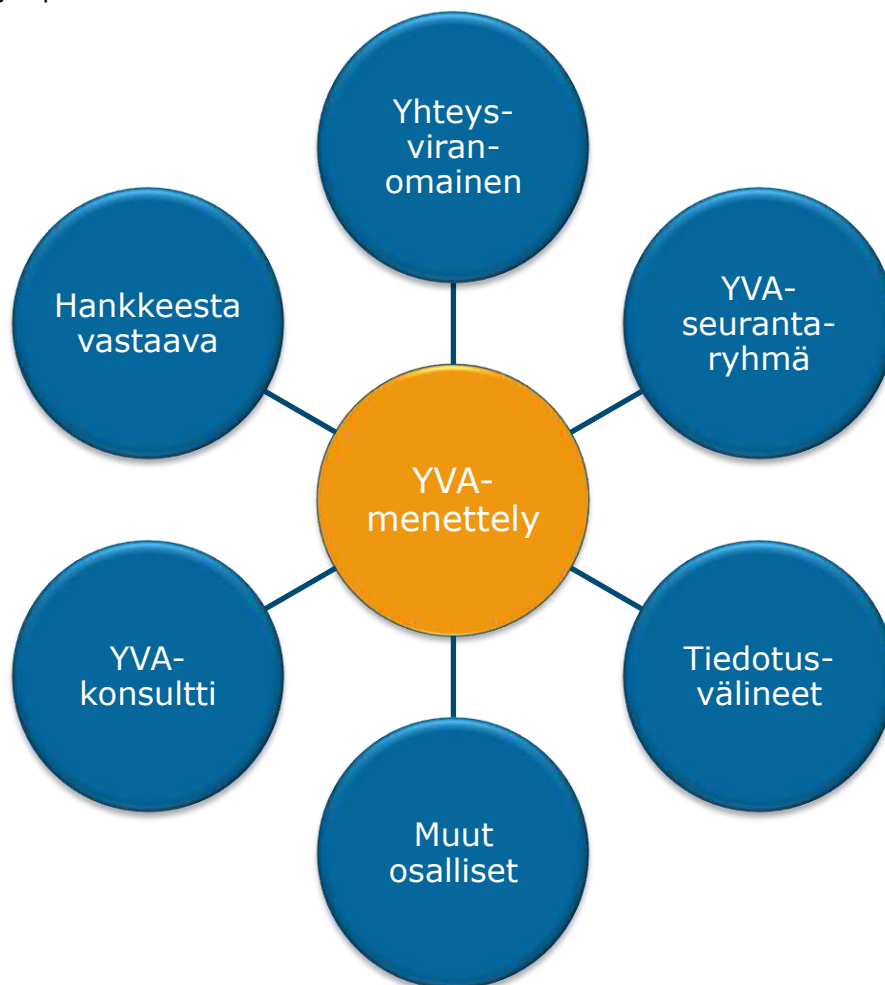 Yhteys-
viran-
omainen
Hankkeesta
vastaava
YVA-
seuranta-
ryhmä
YVA-
menettely
YVA-
konsultti
Tiedotus-
välineet
Muut
osalliset